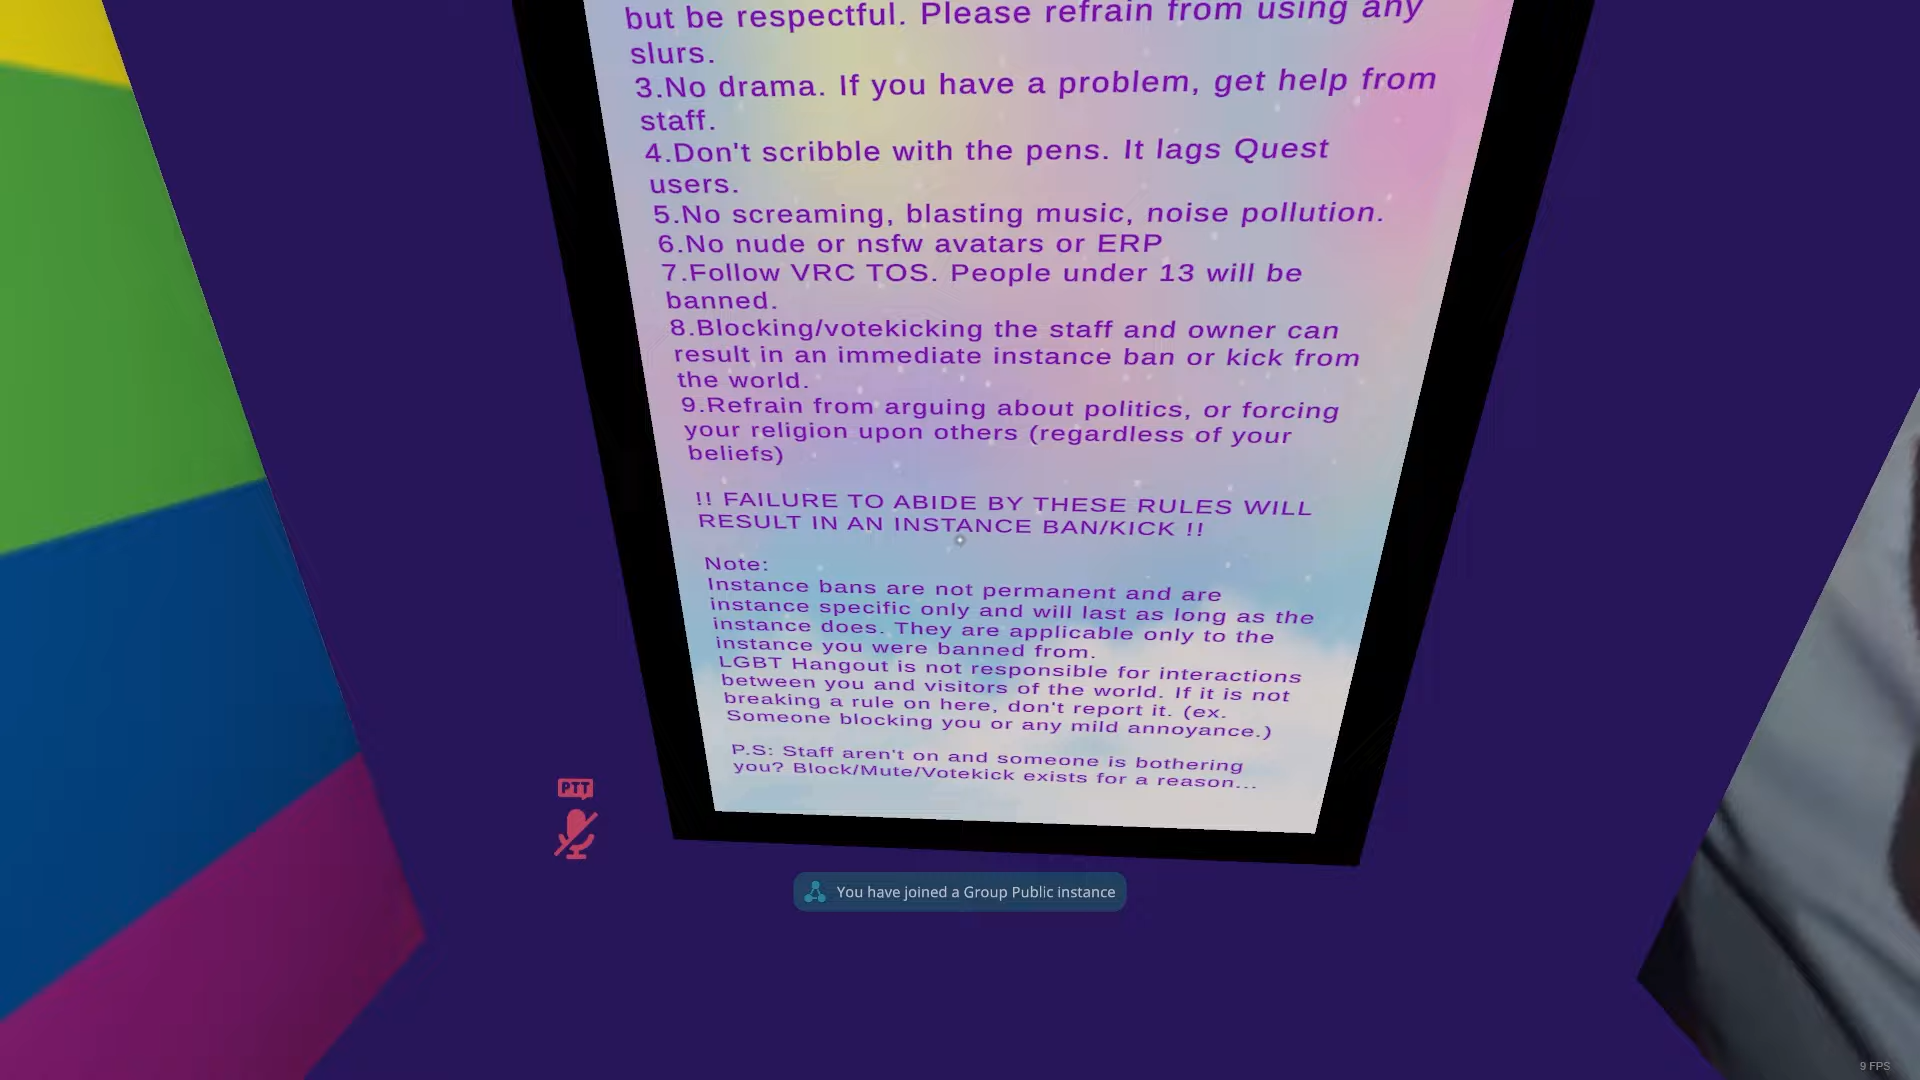 but be respectful. Please refrain from using any
slurs.
3.No drama. If you have a problem, get help from
staff.
4.Don't scribble with the pens. It lags Quest
users.
5.No screaming, blasting music, noise pollution.
6.No nude or nsfw avatars or ERP
7.Follow VRC TOS. People under 13 will be
banned.
8.Blocking/votekicking the staff and owner can
result in an immediate instance ban or kick from
the world.
9.Refrain from arguing about politics, or forcing
your religion upon others (regardless of your
beliefs)
!! FAILURE TO ABIDE BY THESE RULES WILL
RESULT IN AN INSTANCE BAN/KICK !!
Note:
Instance bans are not permanent and are
instance specific only and will last as long as the
instance does. They are applicable only to the
instance you were banned from.
LGBT Hangout is not responsible for interactions
between you and visitors of the world. If it is not
breaking a rule on here, don't report it. (ex.
Someone blocking you or any mild annoyance.)
P.S: Staff aren't on and someone is bothering
you? Block/Mute/Votekick exists for a reason...
PTT
You have joined a Group Public instance
9 FPS